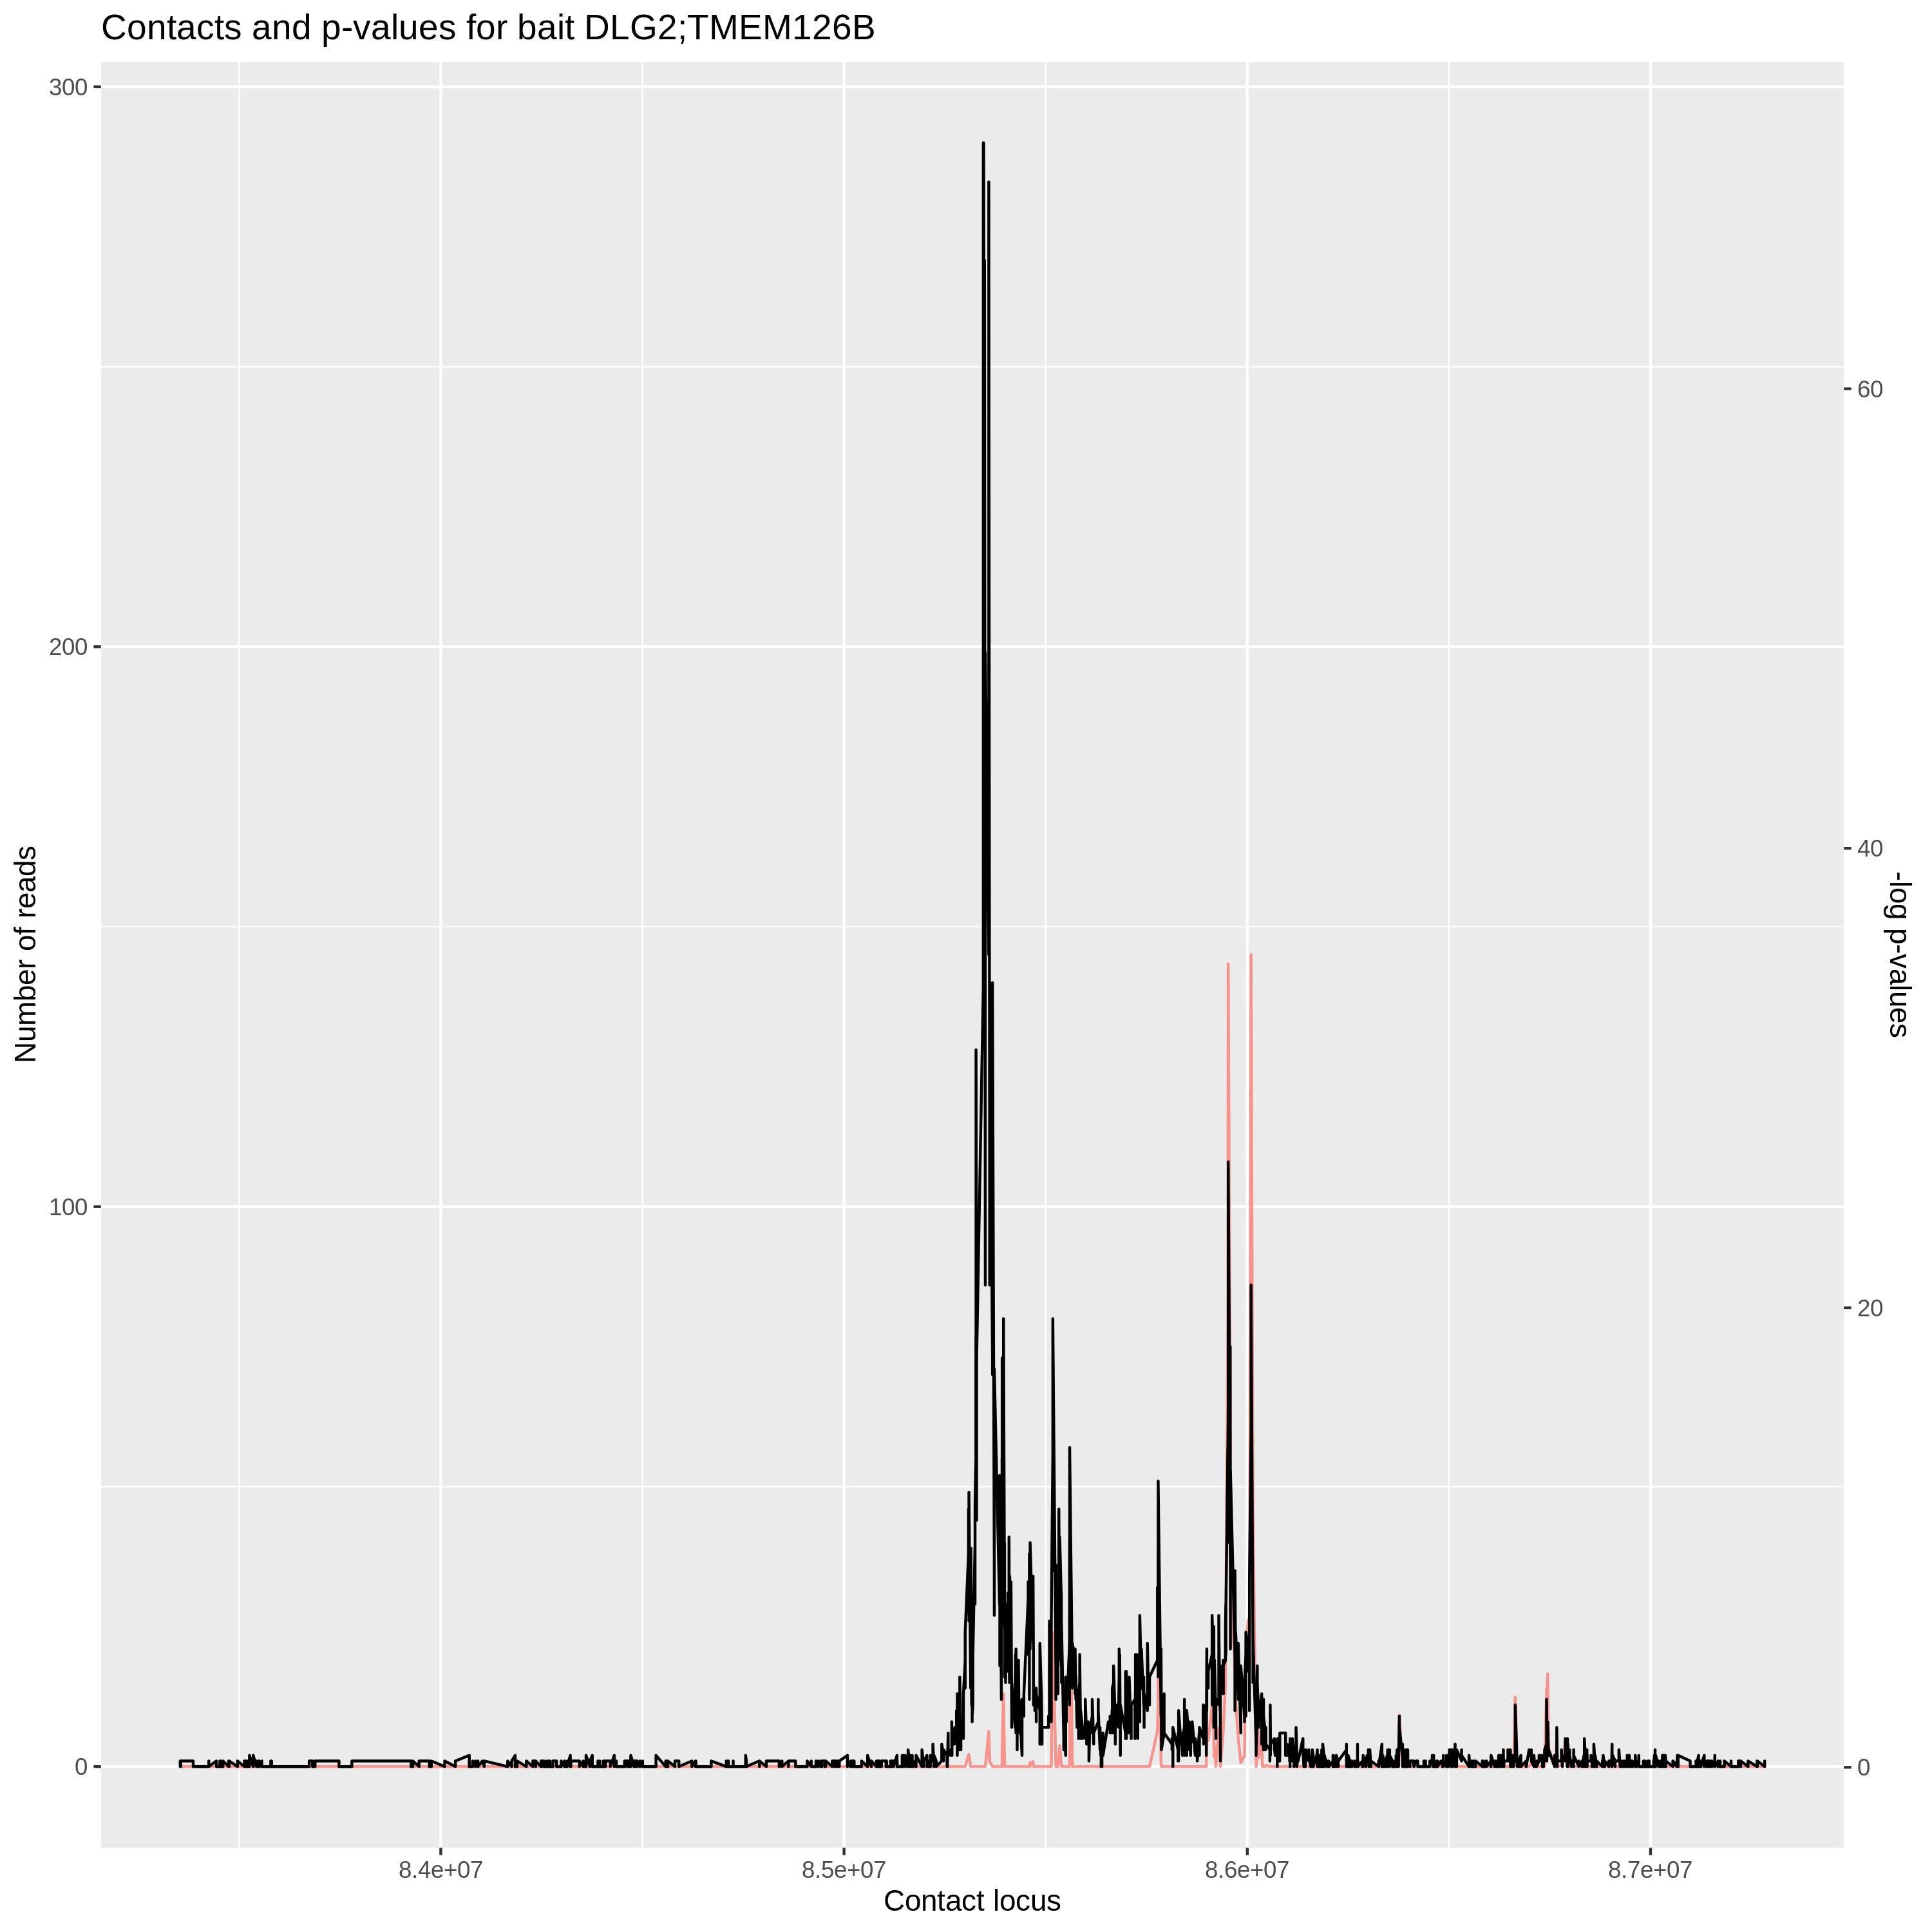 Contacts and p-values for bait DLG2;TMEM126B
300
200
100
0
Number of reads
60
40
20
0
-log p-values
8.4e+07
8.5e+07
8.6e+07
8.7e+07
Contact locus